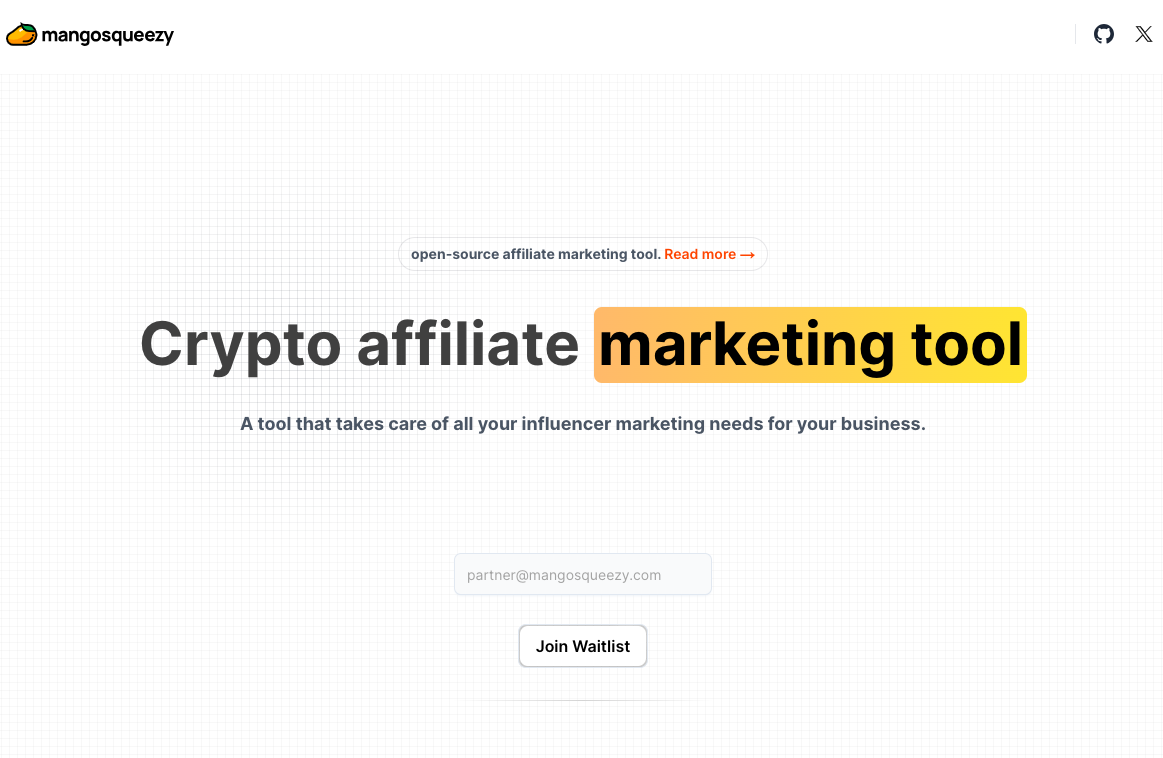 mangosqueezy
open-source affiliate marketing tool. Read more →
Crypto affiliate marketing tool
A tool that takes care of all your influencer marketing needs for your business.
partner@mangosqueezy.com
Join Waitlist